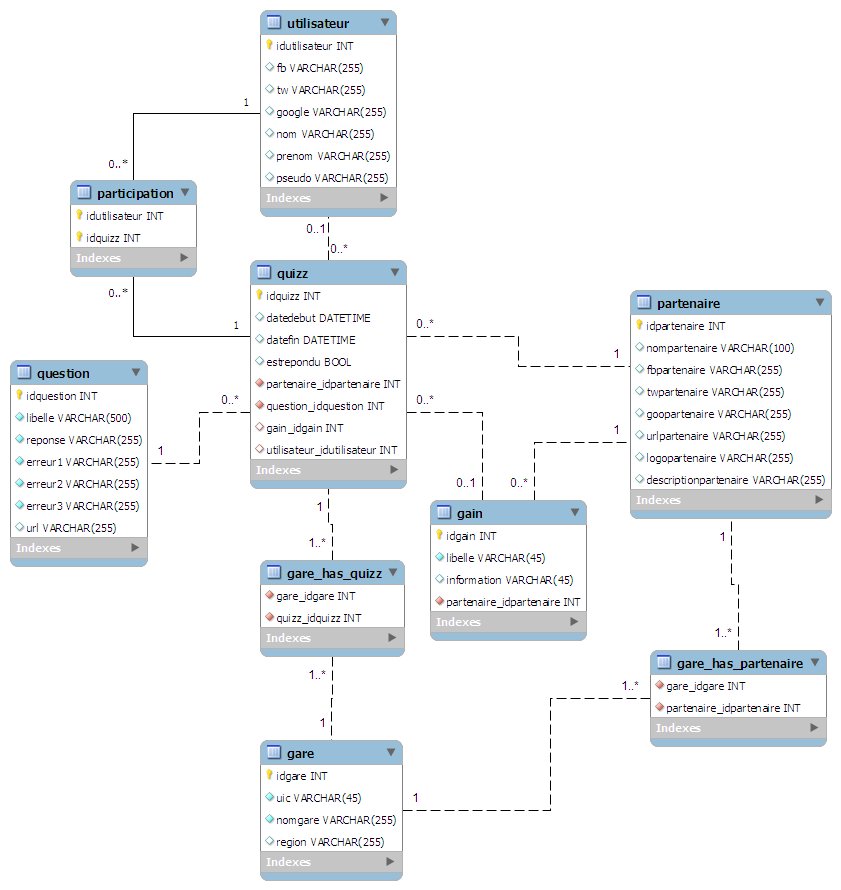 utilisateur
idutilisateur INT
fb VARCHAR(255)
tw VARCHAR(255)
google VARCHAR(255)
nom VARCHAR(255)
prenom VARCHAR(255)
pseudo VARCHAR(255)
Indexes
1
0..*
participation
idutilisateur INT
idquizz INT
Indexes
0..*
1
0..1
0..*
quizz
idquizz INT
datedebut DATETIME
datefin DATETIME
estrepondu BOOL
partenaire_idpartenaire INT
question_idquestion INT
gain_idgain INT
utilisateur_idutilisateur INT
Indexes
0..*
1
partenaire
idpartenaire INT
nompartenaire VARCHAR(100)
fbpartenaire VARCHAR(255)
twpartenaire VARCHAR(255)
goopartenaire VARCHAR(255)
urlpartenaire VARCHAR(255)
logopartenaire VARCHAR(255)
descriptionpartenaire VARCHAR(255)
Indexes
question
idquestion INT
libelle VARCHAR(500)
reponse VARCHAR(255)
erreur1 VARCHAR(255)
erreur2 VARCHAR(255)
erreur3 VARCHAR(255)
url VARCHAR(255)
Indexes
0..*
1
0..*
0..1
1
0..*
gain
idgain INT
libelle VARCHAR(45)
information VARCHAR(45)
partenaire_idpartenaire INT
Indexes
1
1..*
gare_has_quizz
gare_idgare INT
quizz_idquizz INT
Indexes
1..*
1
1
1..*
gare_has_partenaire
gare_idgare INT
partenaire_idpartenaire INT
Indexes
1..*
1
gare
idgare INT
uic VARCHAR(45)
nomgare VARCHAR(255)
region VARCHAR(255)
Indexes